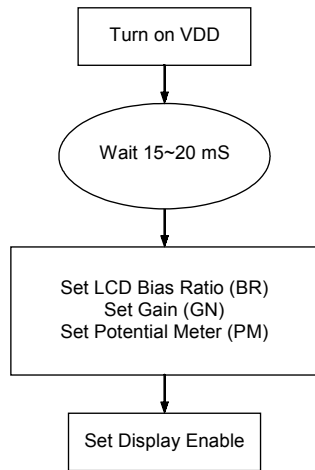 Turn on VDD
Wait 15~20 mS
Set LCD Bias Ratio (BR)
Set Gain (GN)
Set Potential Meter (PM)
Set Display Enable